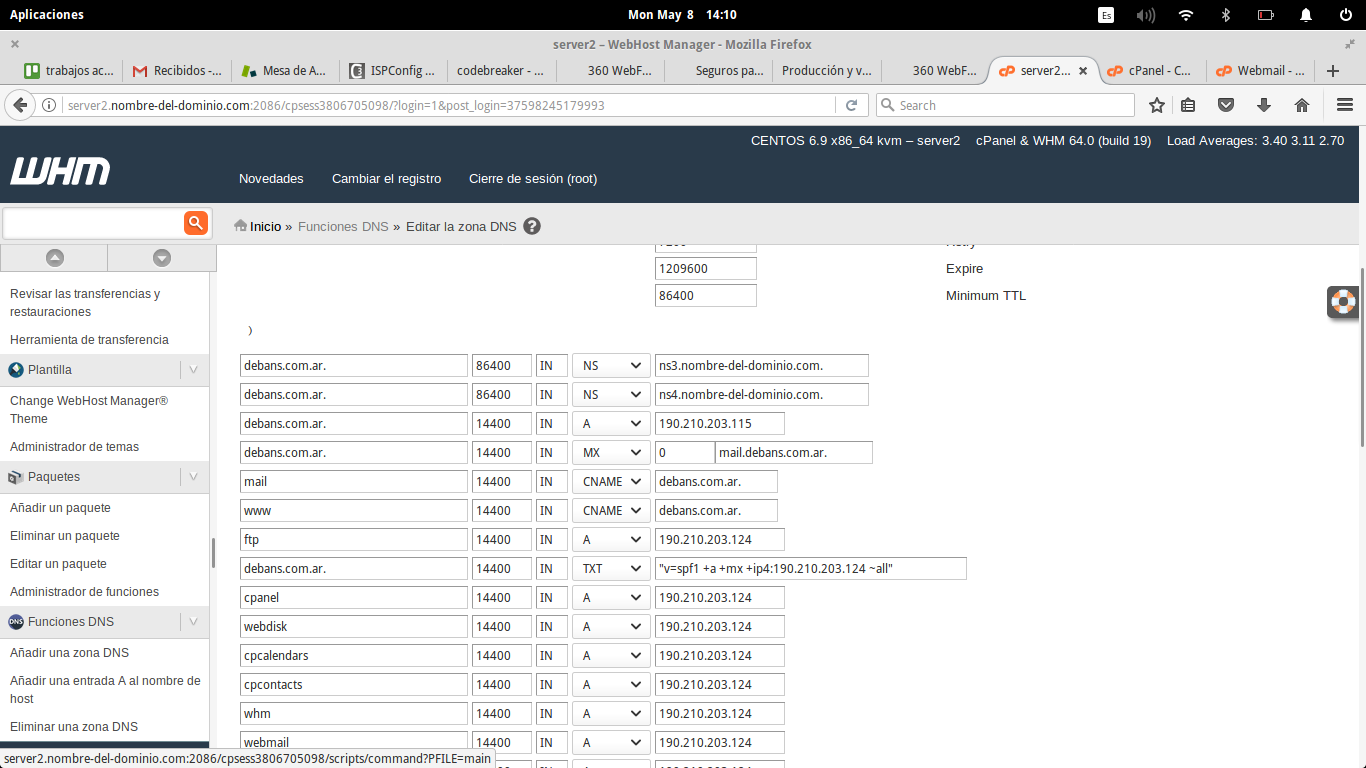 Aplicaciones
Mon May 8 14:10
Es
server2 – WebHost Manager - Mozilla Firefox
trabajos ac...
Recibidos -...
Mesa de A...
ISPConfig ...
codebreaker - ...
360 WebF...
Seguros pa...
Producción y v...
360 WebF...
server2...
cPanel - C...
Webmail - ...
server2.nombre-del-dominio.com:2086/cpsess3806705098/?login=1&post_login=37598245179993
Search
CENTOS 6.9 x86_64 kvm – server2 cPanel & WHM 64.0 (build 19) Load Averages: 3.40 3.11 2.70
WHM
Novedades
Cambiar el registro
Cierre de sesión (root)
Inicio » Funciones DNS » Editar la zona DNS ?
Revisar las transferencias y
restauraciones
Herramienta de transferencia
Plantilla
Change WebHost Manager®
Theme
Administrador de temas
Paquetes
Añadir un paquete
Eliminar un paquete
Editar un paquete
Administrador de funciones
DNS Funciones DNS
Añadir una zona DNS
Añadir una entrada A al nombre de
host
Eliminar una zona DNS
7200 Retry
1209600 Expire
86400 Minimum TTL
)
debans.com.ar. 86400 IN NS ns3.nombre-del-dominio.com.
debans.com.ar. 86400 IN NS ns4.nombre-del-dominio.com.
debans.com.ar. 14400 IN A 190.210.203.115
debans.com.ar. 14400 IN MX 0 mail.debans.com.ar.
mail 14400 IN CNAME debans.com.ar.
www 14400 IN CNAME debans.com.ar.
ftp 14400 IN A 190.210.203.124
debans.com.ar. 14400 IN TXT "v=spf1 +a +mx +ip4:190.210.203.124 ~all"
cpanel 14400 IN A 190.210.203.124
webdisk 14400 IN A 190.210.203.124
cpcalendars 14400 IN A 190.210.203.124
cpcontacts 14400 IN A 190.210.203.124
whm 14400 IN A 190.210.203.124
webmail 14400 IN A 190.210.203.124
server2.nombre-del-dominio.com:2086/cpsess3806705098/scripts/command?PFILE=main